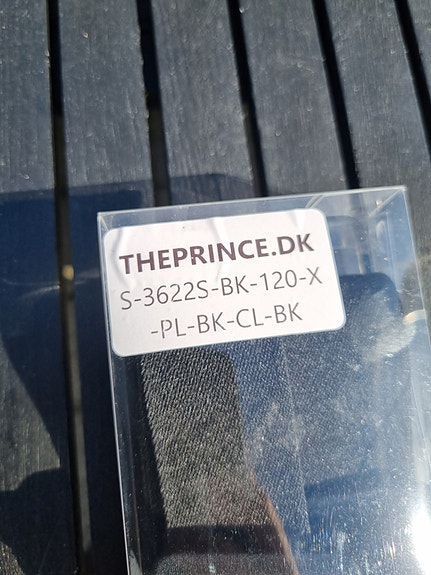 THEPRINCE.DK
S-3622S-BK-120-X
-PL-BK-CL-BK